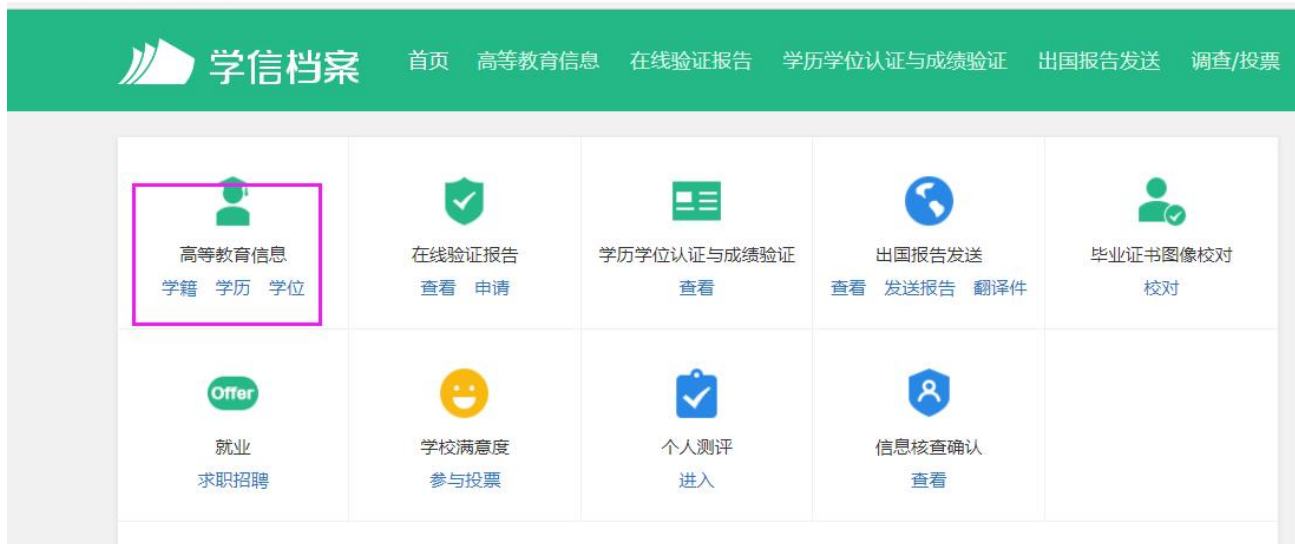 学信档案 首页 高等教育信息 在线验证报告 学历学位认证与成绩验证 出国报告发送 调查/投票
高等教育信息 在线验证报告 学历学位认证与成绩验证 出国报告发送 毕业证书图像校对
学籍 学历 学位 查看 申请 查看 查看 发送报告 翻译件 校对
Offer
就业 学校满意度 个人测评 信息核查确认
求职招聘 参与投票 进入 查看